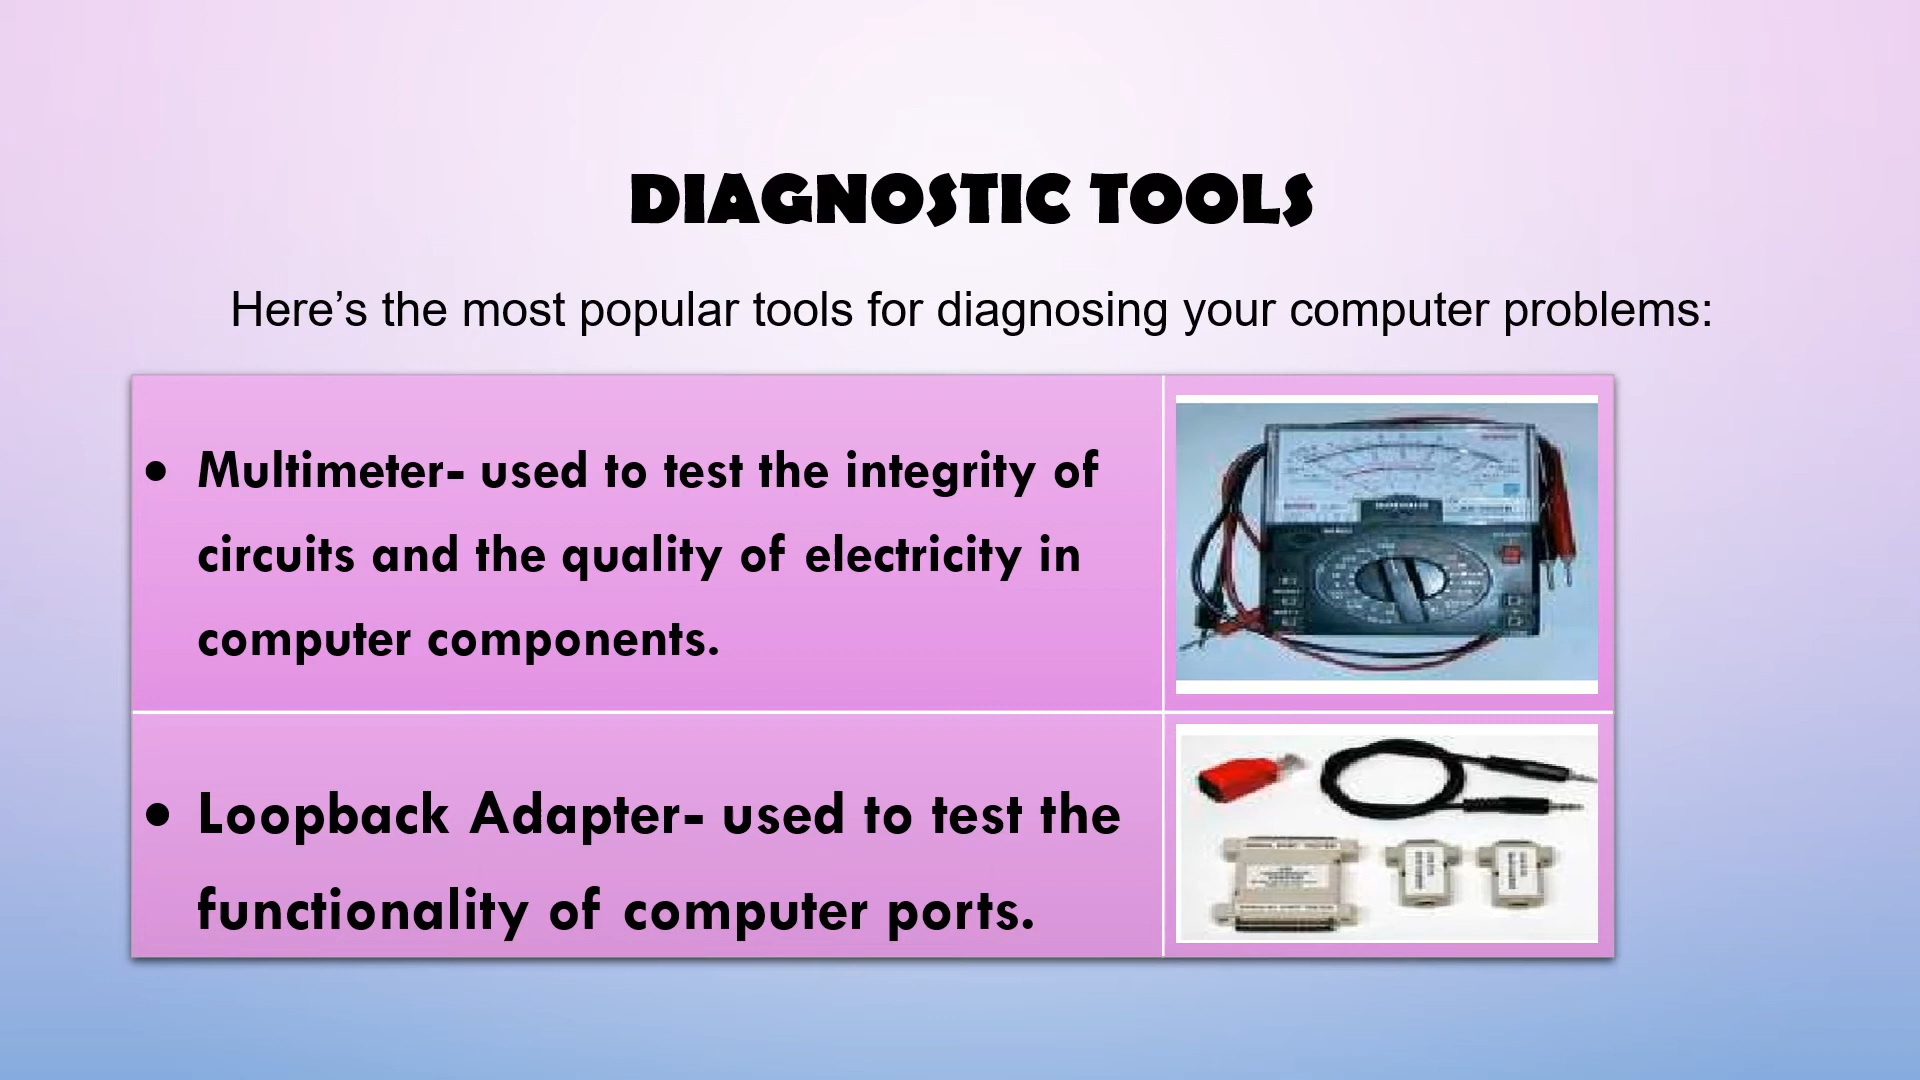 DIAGNOSTIC TOOLS
Here’s the most popular tools for diagnosing your computer problems:
• Multimeter- used to test the integrity of
circuits and the quality of electricity in
computer components.
• Loopback Adapter- used to test the
functionality of computer ports.